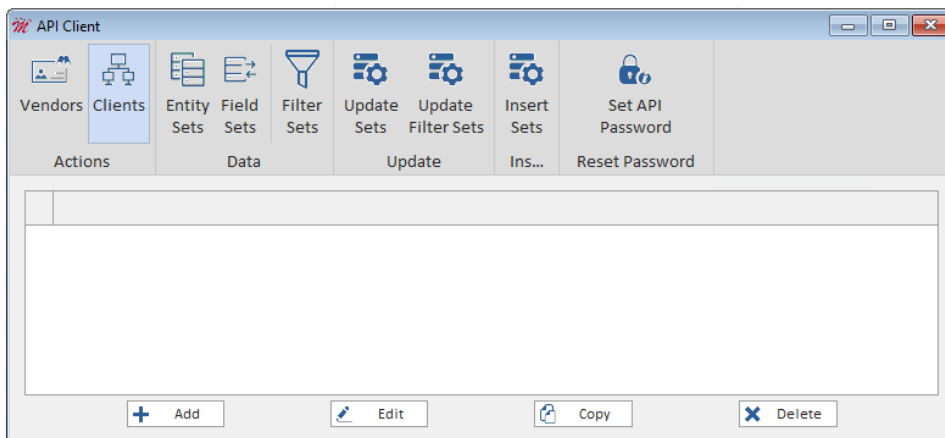 API Client
Vendors Clients Entity Sets Field Sets Filter Sets Update Sets Update Filter Sets Insert Sets Set API Password
Actions Data Update Ins... Reset Password
Add Edit Copy Delete